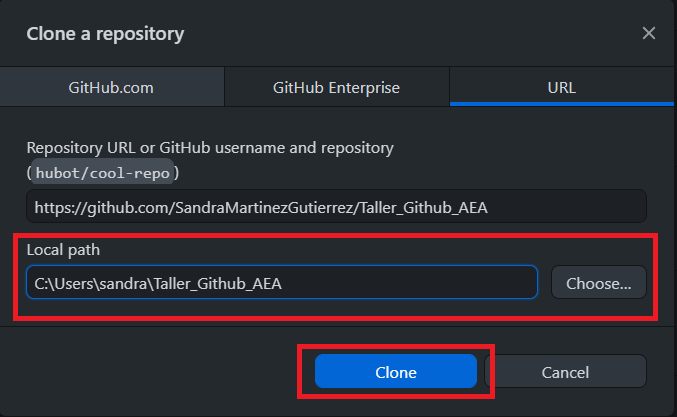 Clone a repository
GitHub.com
GitHub Enterprise
URL
Repository URL or GitHub username and repository
(hubot/cool-repo)
https://github.com/SandraMartinezGutierrez/Taller_Github_AEA
Local path
C:\Users\sandra\Taller_Github_AEA
Choose...
Clone
Cancel